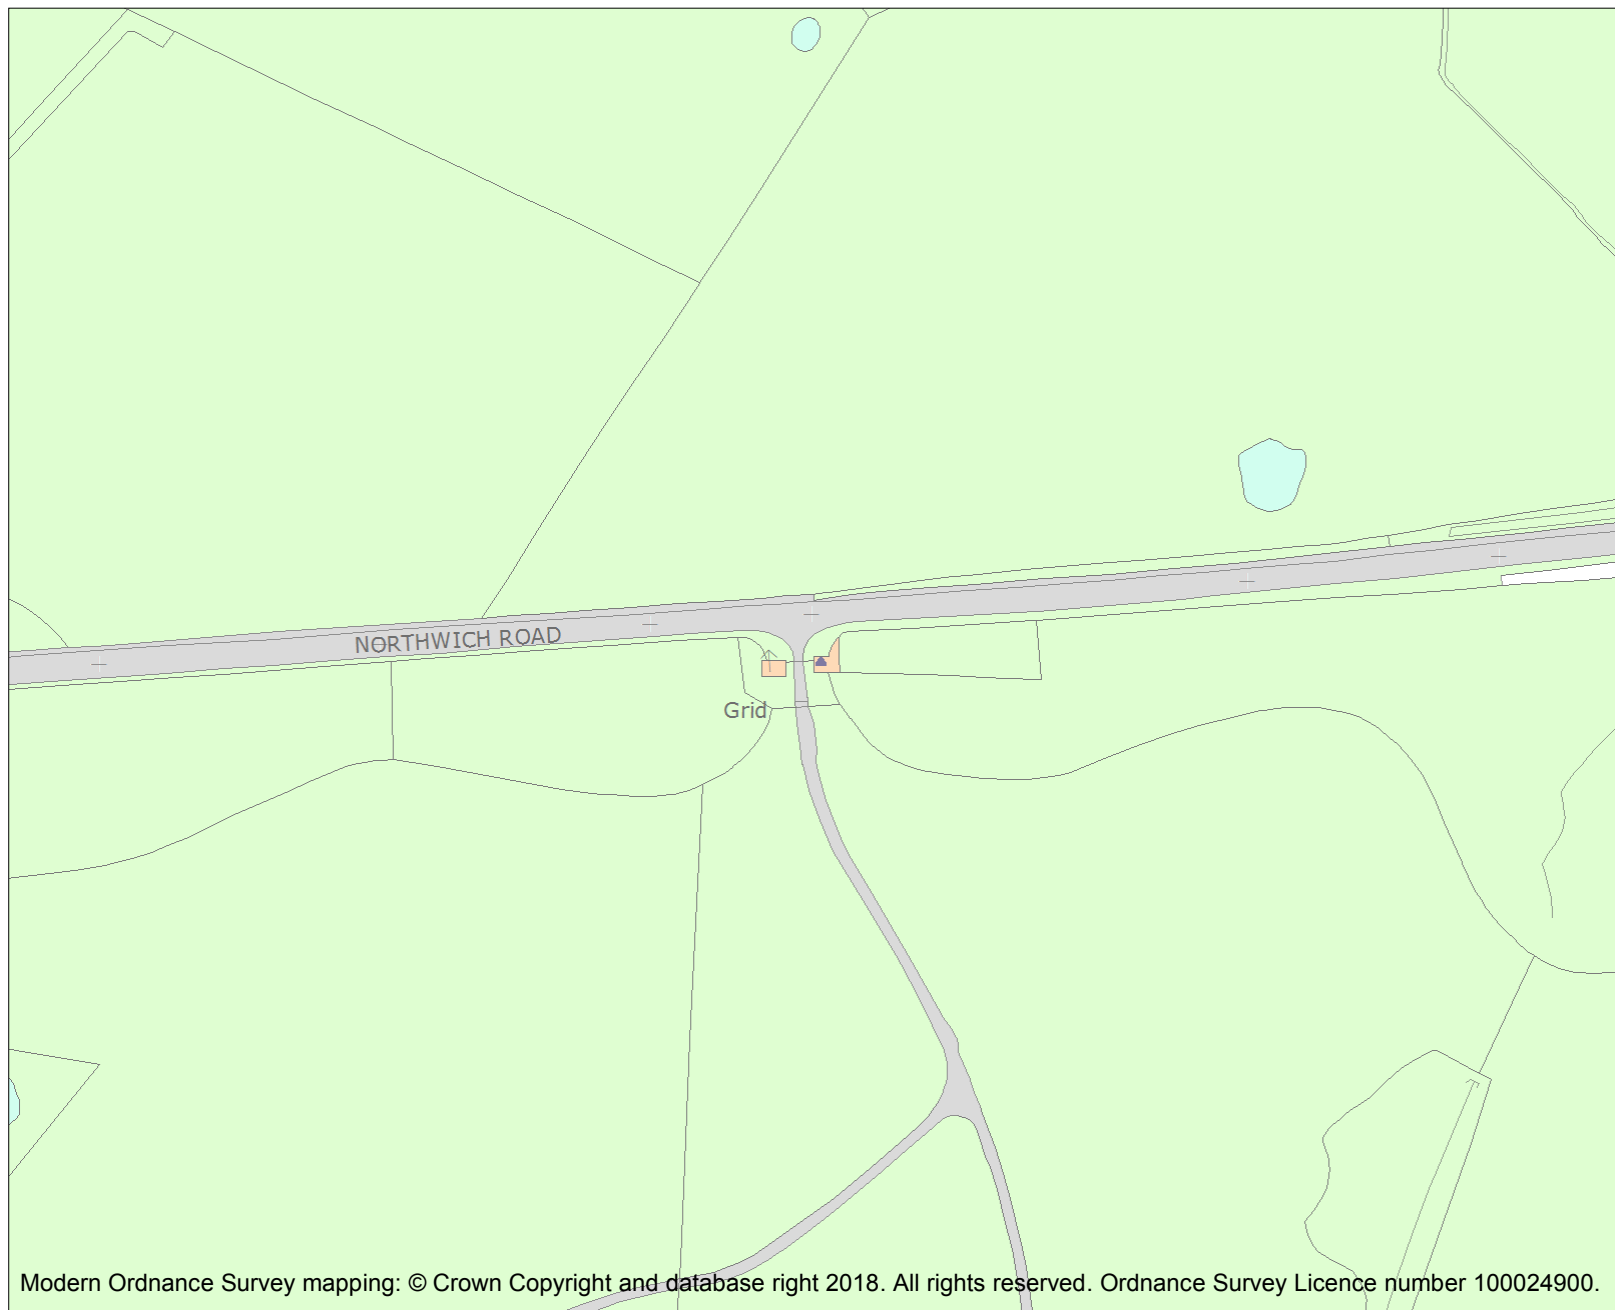 NORTHWICH ROAD
Grid
Modern Ordnance Survey mapping: © Crown Copyright and database right 2018. All rights reserved. Ordnance Survey Licence number 100024900.